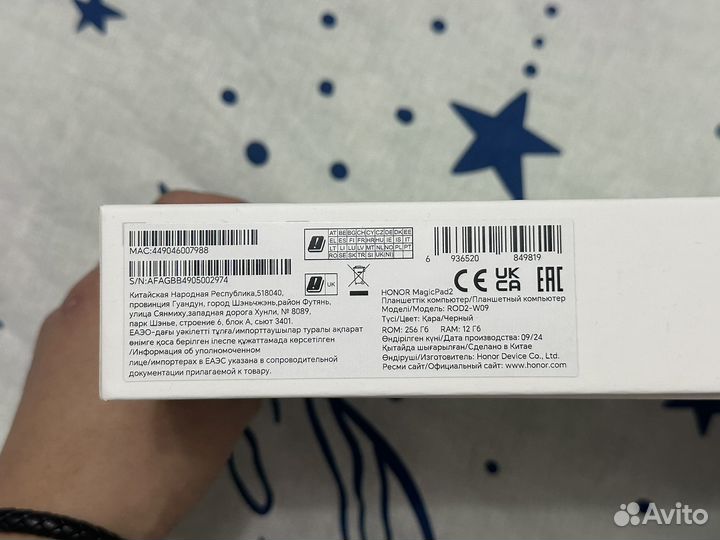 MAC:449046007988
S/N:AFAGBB4905002974
Китайская Народная Республика,518040,
провинция Гуандун, город Шэньчжэнь,район Футянь,
улица Сянмиху,западная дорога Хунли, № 8089,
парк Шэнье, строение 6, блок А, сьют 3401.
ЕАЭО-дағы уәкілетті тұлға/импорттаушылар туралы ақпарат
өнімге қоса берілген ілеспе құжаттамада көрсетілген
/Информация об уполномоченном
лице/импортерах в ЕАЭС указана в сопроводительной
документации прилагаемой к товару.
AT BE BG CH CY CZ DE DK EE
EL ES FI FR HR HU IE IS IT
LT LI LU LV MT NL NO PL PT
RO SE SK TR SI UK(NI)
UK
6 936520 849819
HONOR MagicPad2
CE UK CA EAC
Планшеттік компьютер/Планшетный компьютер
Моделі/Модель: ROD2-W09
Түсі/Цвет: Қара/Черный
ROM: 256 Гб RAM: 12 Гб
Өндірілген күні/Дата производства: 09/24
Қытайда шығарылған/Сделано в Китае
Өндіруші/Изготовитель: Honor Device Co., Ltd.
Ресми сайт/Официальный сайт: www.honor.com
Avito